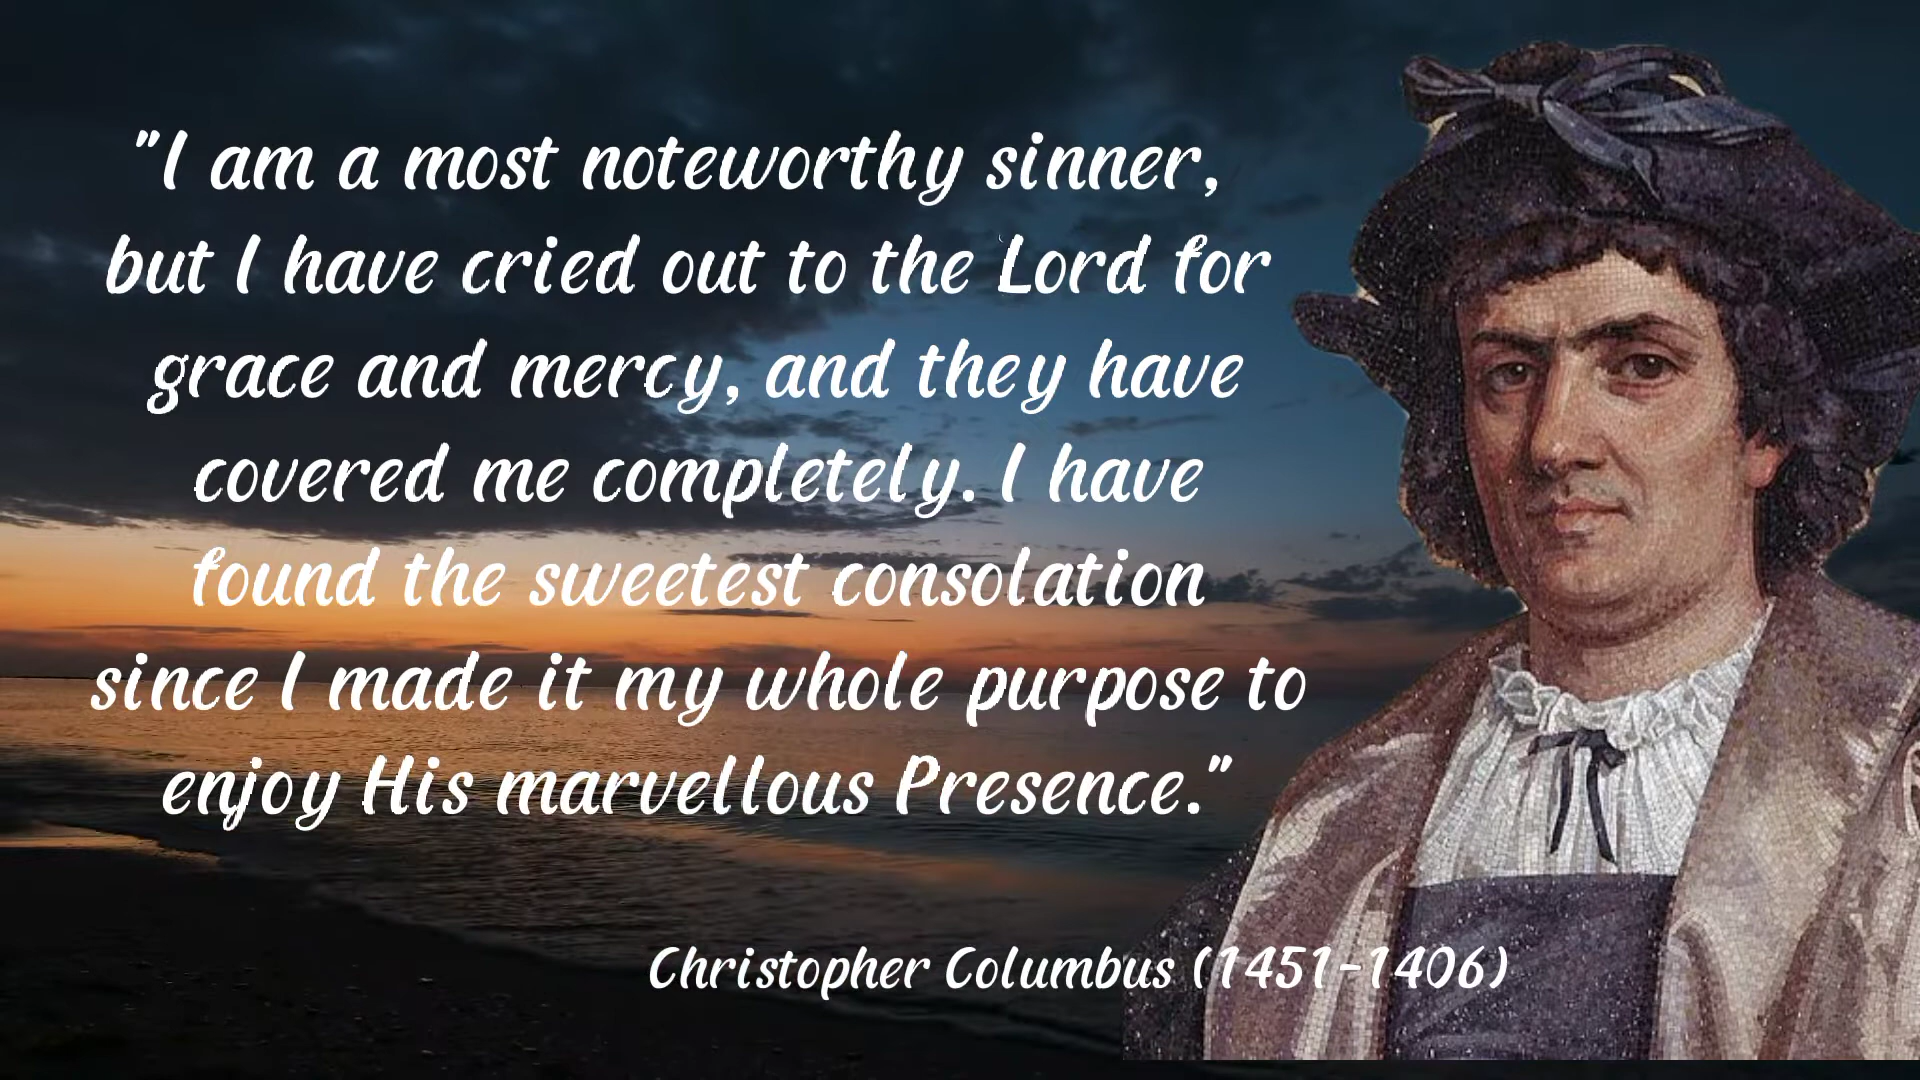 "I am a most noteworthy sinner,
but I have cried out to the Lord for
grace and mercy, and they have
covered me completely. I have
found the sweetest consolation
since I made it my whole purpose to
enjoy His marvellous Presence."
Christopher Columbus (1451-1406)